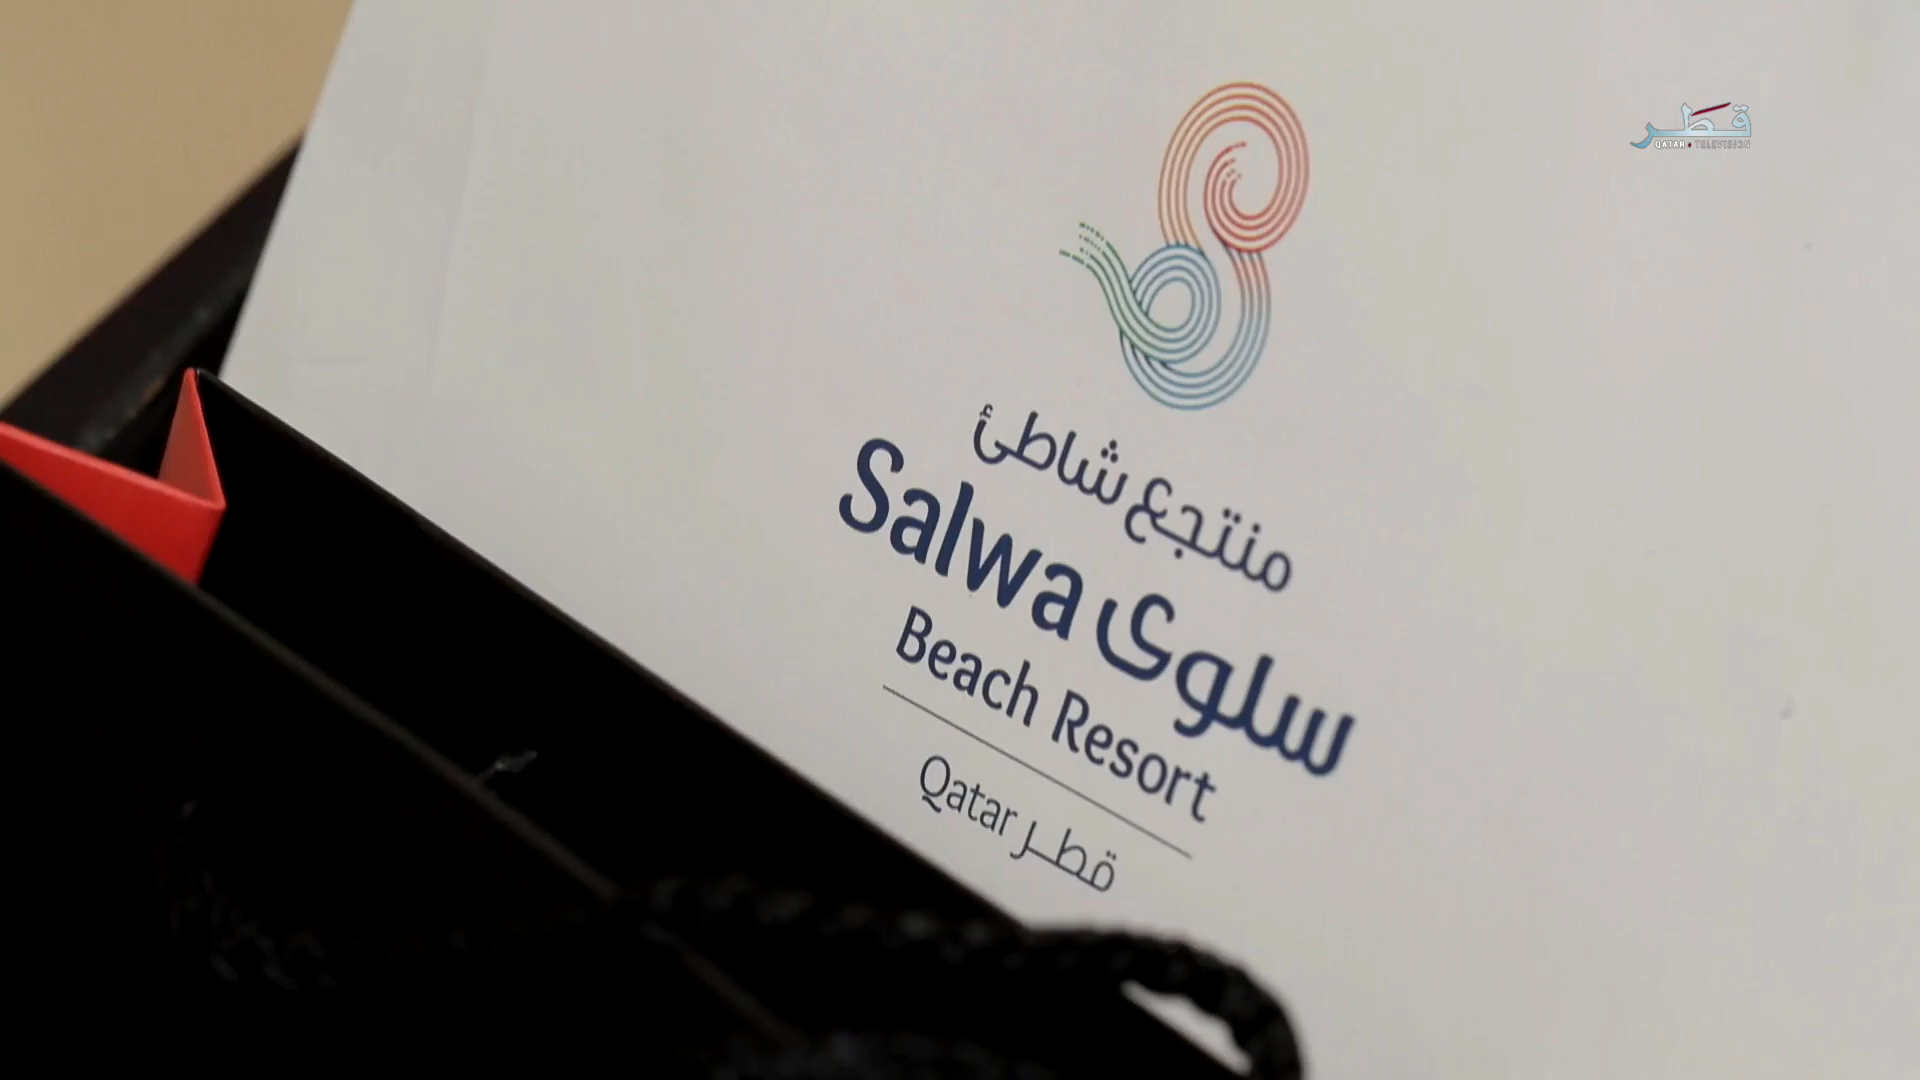 منتجع شاطئ
Salwa سلوى
Beach Resort
Qatar قطر
قطر
QATAR TELEVISION